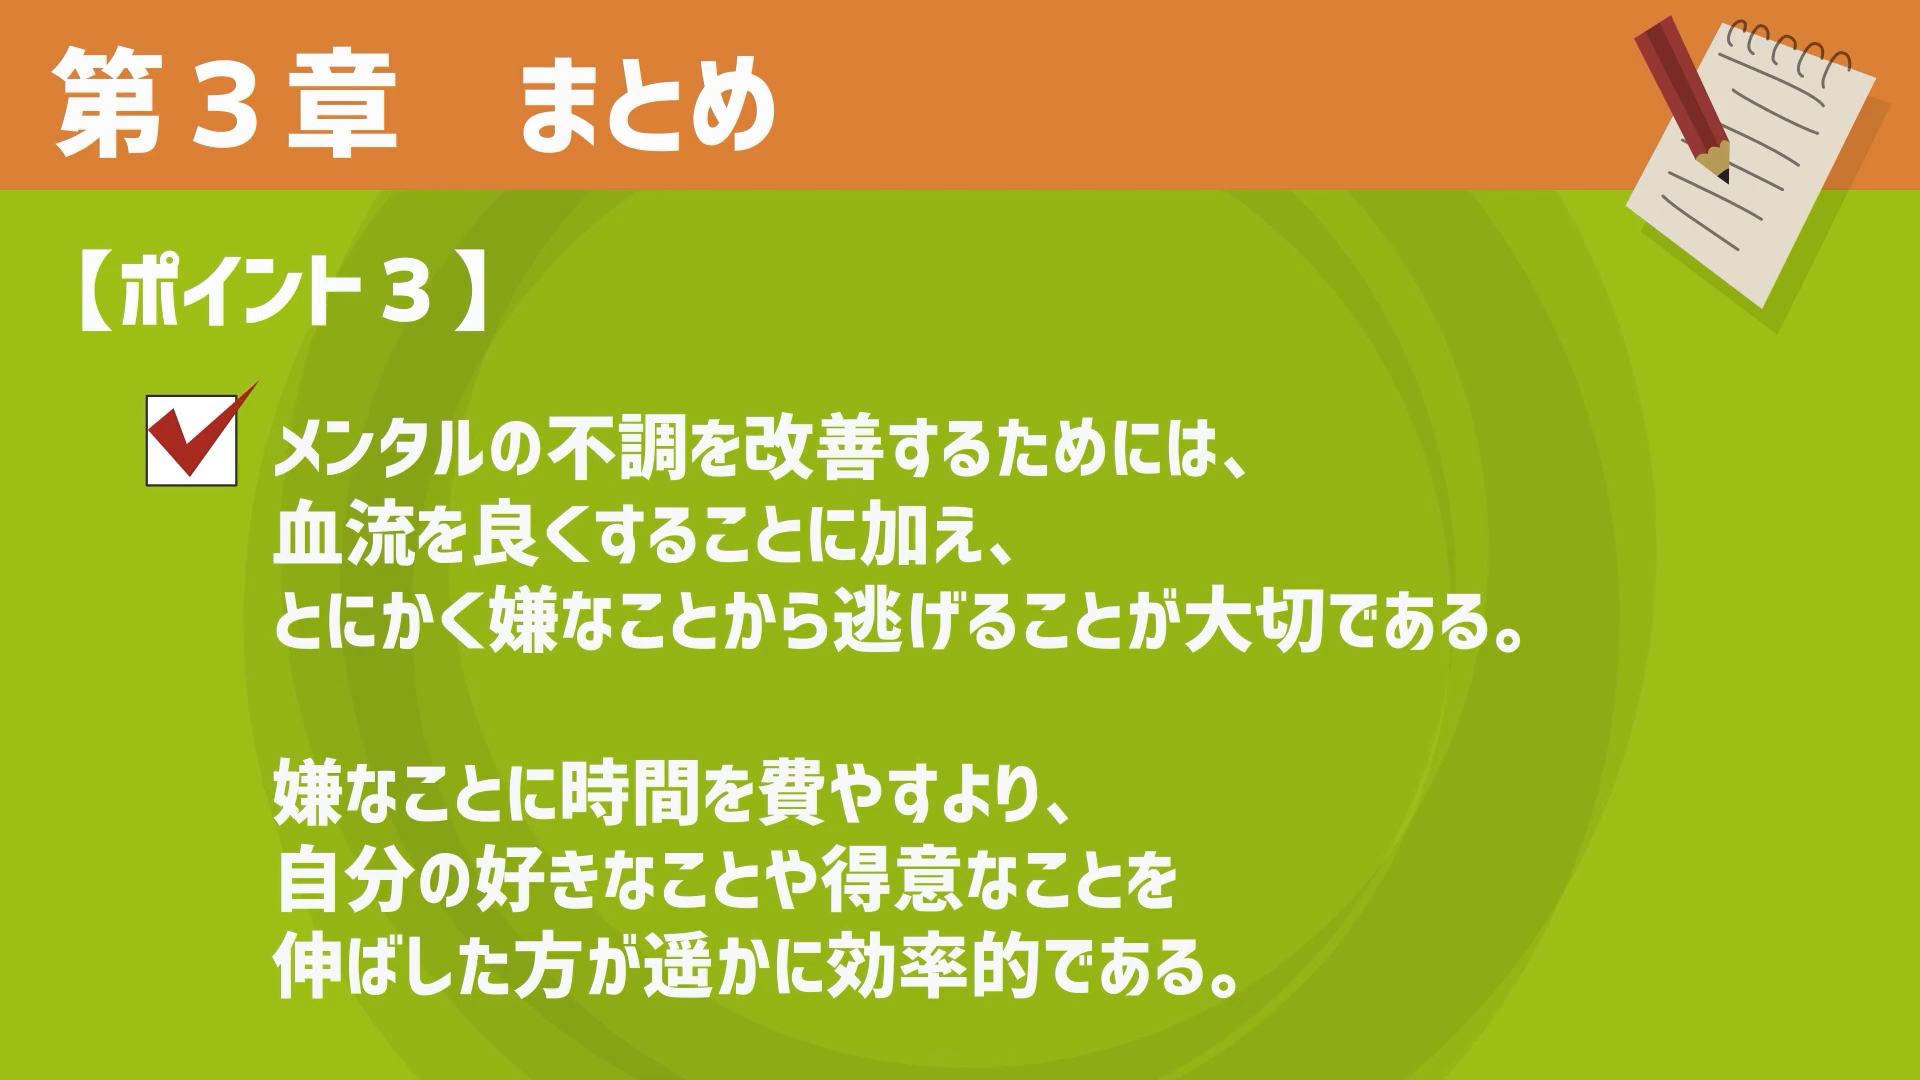 第３章　まとめ
【ポイント３】
メンタルの不調を改善するためには、
血流を良くすることに加え、
とにかく嫌なことから逃げることが大切である。
嫌なことに時間を費やすより、
自分の好きなことや得意なことを
伸ばした方が遥かに効率的である。